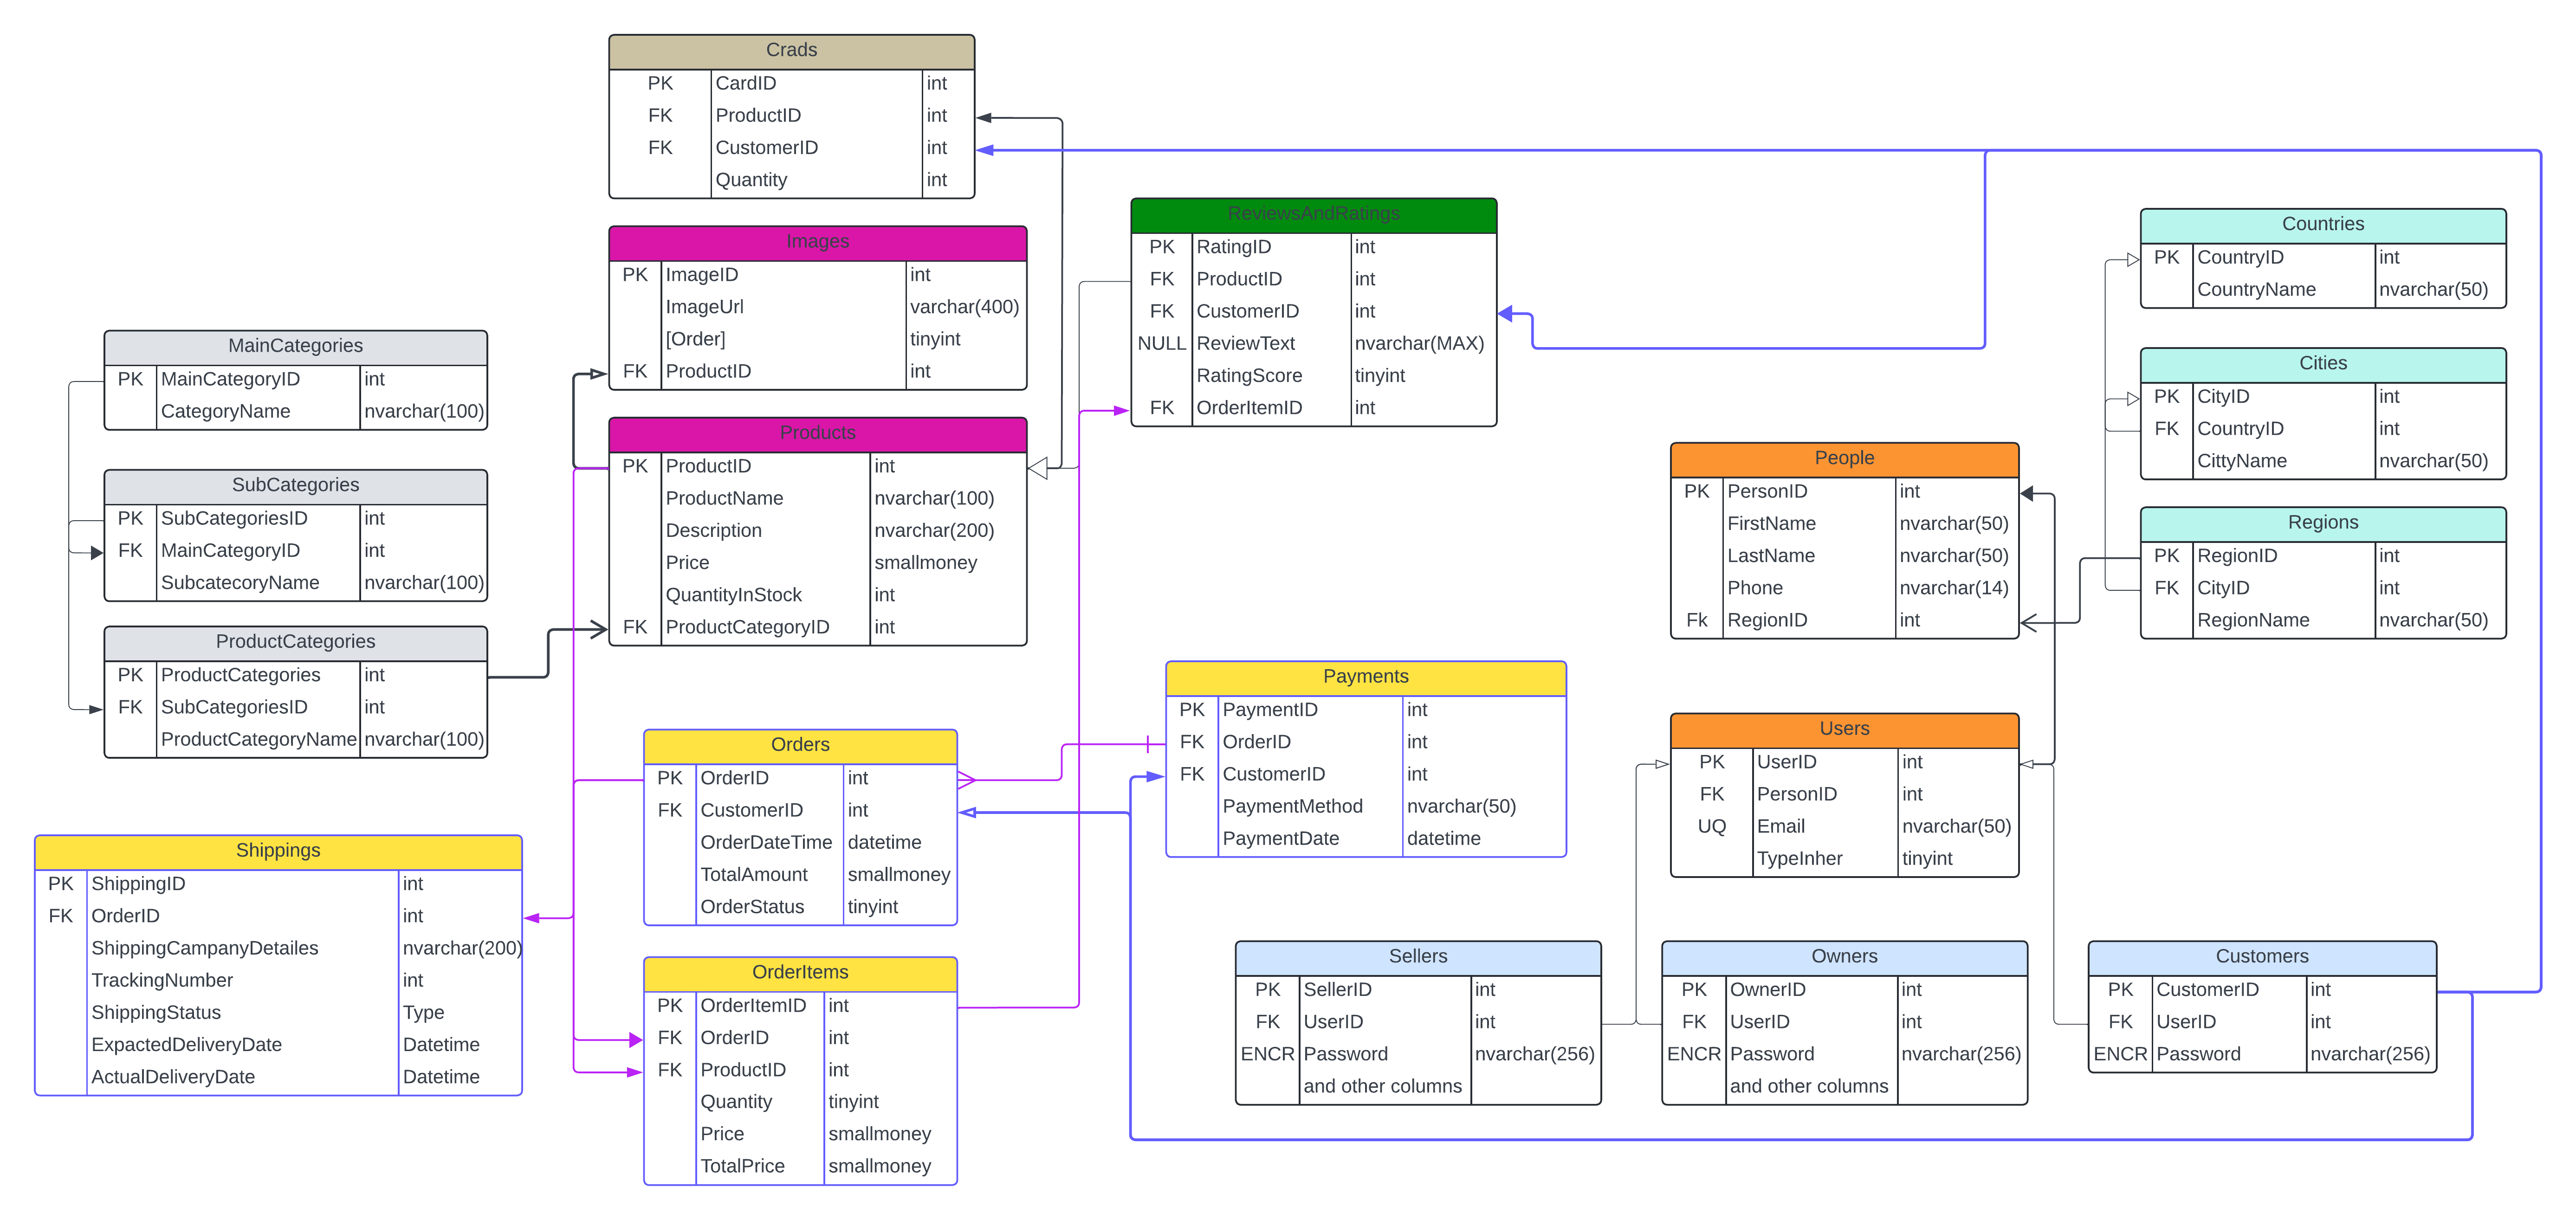 Crads
PK CardID int
FK ProductID int
FK CustomerID int
Quantity int
Images
PK ImageID int
ImageUrl varchar(400)
[Order] tinyint
FK ProductID int
ReviewsAndRatings
PK RatingID int
FK ProductID int
FK CustomerID int
NULL ReviewText nvarchar(MAX)
RatingScore tinyint
FK OrderItemID int
Countries
PK CountryID int
CountryName nvarchar(50)
MainCategories
PK MainCategoryID int
CategoryName nvarchar(100)
Cities
PK CityID int
FK CountryID int
CittyName nvarchar(50)
Products
PK ProductID int
ProductName nvarchar(100)
Description nvarchar(200)
Price smallmoney
QuantityInStock int
FK ProductCategoryID int
People
PK PersonID int
FirstName nvarchar(50)
LastName nvarchar(50)
Phone nvarchar(14)
Fk RegionID int
SubCategories
PK SubCategoriesID int
FK MainCategoryID int
SubcatecoryName nvarchar(100)
Regions
PK RegionID int
FK CityID int
RegionName nvarchar(50)
ProductCategories
PK ProductCategories int
FK SubCategoriesID int
ProductCategoryName nvarchar(100)
Payments
PK PaymentID int
FK OrderID int
FK CustomerID int
PaymentMethod nvarchar(50)
PaymentDate datetime
Users
PK UserID int
FK PersonID int
UQ Email nvarchar(50)
TypeInher tinyint
Orders
PK OrderID int
FK CustomerID int
OrderDateTime datetime
TotalAmount smallmoney
OrderStatus tinyint
Shippings
PK ShippingID int
FK OrderID int
ShippingCampanyDetailes nvarchar(200)
TrackingNumber int
ShippingStatus Type
ExpactedDeliveryDate Datetime
ActualDeliveryDate Datetime
OrderItems
PK OrderItemID int
FK OrderID int
FK ProductID int
Quantity tinyint
Price smallmoney
TotalPrice smallmoney
Sellers
PK SellerID int
FK UserID int
ENCR Password nvarchar(256)
and other columns
Owners
PK OwnerID int
FK UserID int
ENCR Password nvarchar(256)
and other columns
Customers
PK CustomerID int
FK UserID int
ENCR Password nvarchar(256)